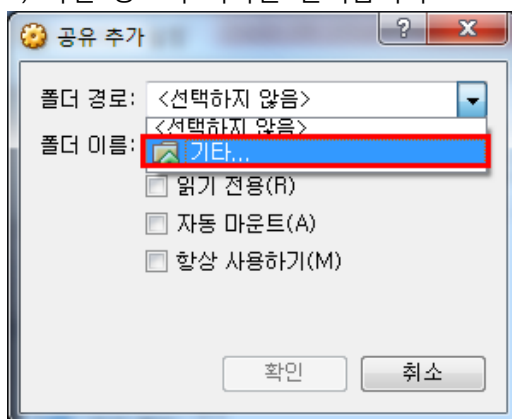 공유 추가
폴더 경로: <선택하지 않음>
<선택하지 않음>
폴더 이름: 기타...
읽기 전용(R)
자동 마운트(A)
항상 사용하기(M)
확인 취소